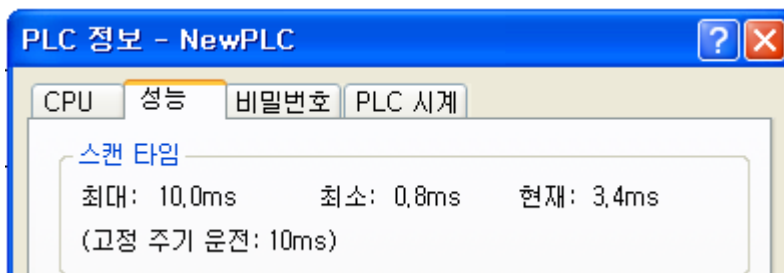 PLC 정보 - NewPLC
CPU 성능 비밀번호 PLC 시계
스캔 타임
최대: 10,0ms 최소: 0,8ms 현재: 3,4ms
(고정 주기 운전: 10ms)